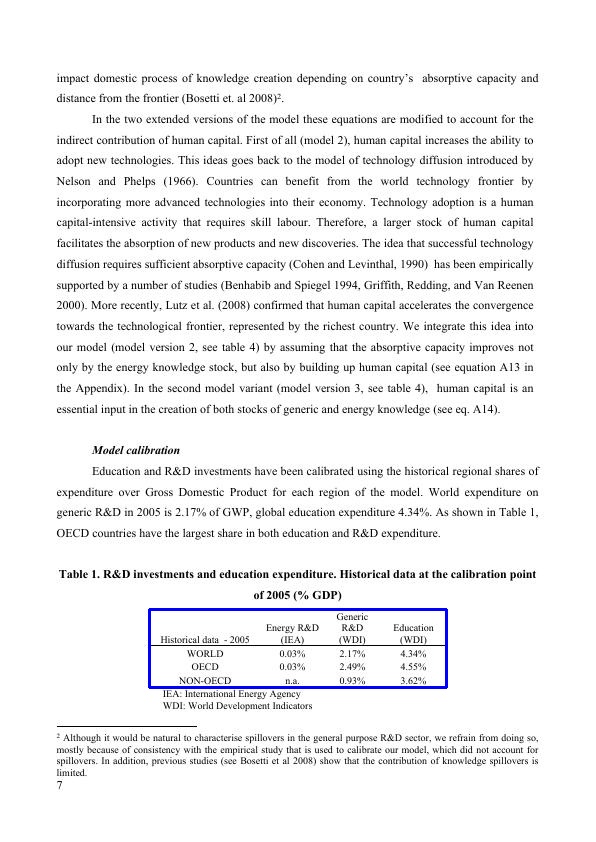 impact domestic process of knowledge creation depending on country’s  absorptive capacity and
distance from the frontier (Bosetti et. al 2008)².
In the two extended versions of the model these equations are modified to account for the
indirect contribution of human capital. First of all (model 2), human capital increases the ability to
adopt new technologies. This ideas goes back to the model of technology diffusion introduced by
Nelson and Phelps (1966). Countries can benefit from the world technology frontier by
incorporating more advanced technologies into their economy. Technology adoption is a human
capital-intensive activity that requires skill labour. Therefore, a larger stock of human capital
facilitates the absorption of new products and new discoveries. The idea that successful technology
diffusion requires sufficient absorptive capacity (Cohen and Levinthal, 1990)  has been empirically
supported by a number of studies (Benhabib and Spiegel 1994, Griffith, Redding, and Van Reenen
2000). More recently, Lutz et al. (2008) confirmed that human capital accelerates the convergence
towards the technological frontier, represented by the richest country. We integrate this idea into
our model (model version 2, see table 4) by assuming that the absorptive capacity improves not
only by the energy knowledge stock, but also by building up human capital (see equation A13 in
the Appendix). In the second model variant (model version 3, see table 4),  human capital is an
essential input in the creation of both stocks of generic and energy knowledge (see eq. A14).
Model calibration
Education and R&D investments have been calibrated using the historical regional shares of
expenditure over Gross Domestic Product for each region of the model. World expenditure on
generic R&D in 2005 is 2.17% of GWP, global education expenditure 4.34%. As shown in Table 1,
OECD countries have the largest share in both education and R&D expenditure.
Table 1. R&D investments and education expenditure. Historical data at the calibration point
of 2005 (% GDP)
Generic
Energy R&D R&D Education
Historical data  - 2005 (IEA) (WDI) (WDI)
WORLD 0.03% 2.17% 4.34%
OECD 0.03% 2.49% 4.55%
NON-OECD n.a. 0.93% 3.62%
IEA: International Energy Agency
WDI: World Development Indicators
² Although it would be natural to characterise spillovers in the general purpose R&D sector, we refrain from doing so,
mostly because of consistency with the empirical study that is used to calibrate our model, which did not account for
spillovers. In addition, previous studies (see Bosetti et al 2008) show that the contribution of knowledge spillovers is
limited.
7